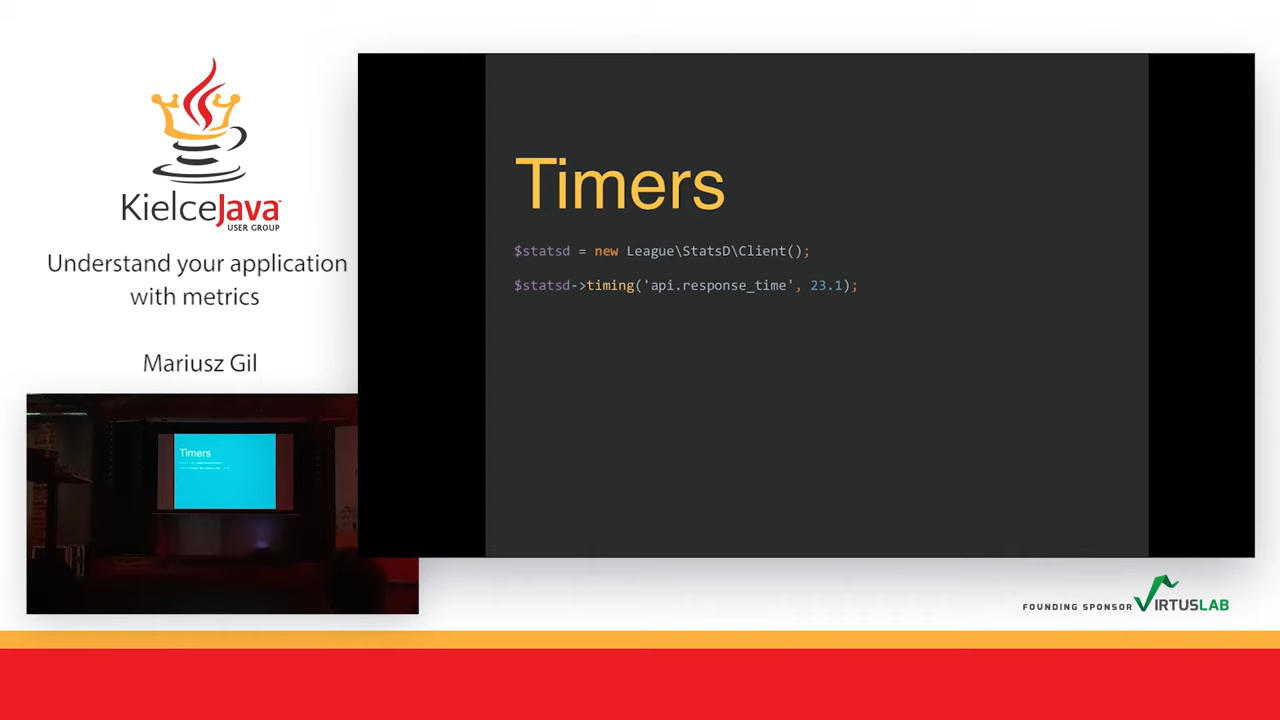 KielceJava
USER GROUP
Understand your application
with metrics
Mariusz Gil
Timers
$statsd = new League\StatsD\Client();
$statsd->timing('api.response_time', 23.1);
Timers
FOUNDING SPONSOR VIRTUSLAB